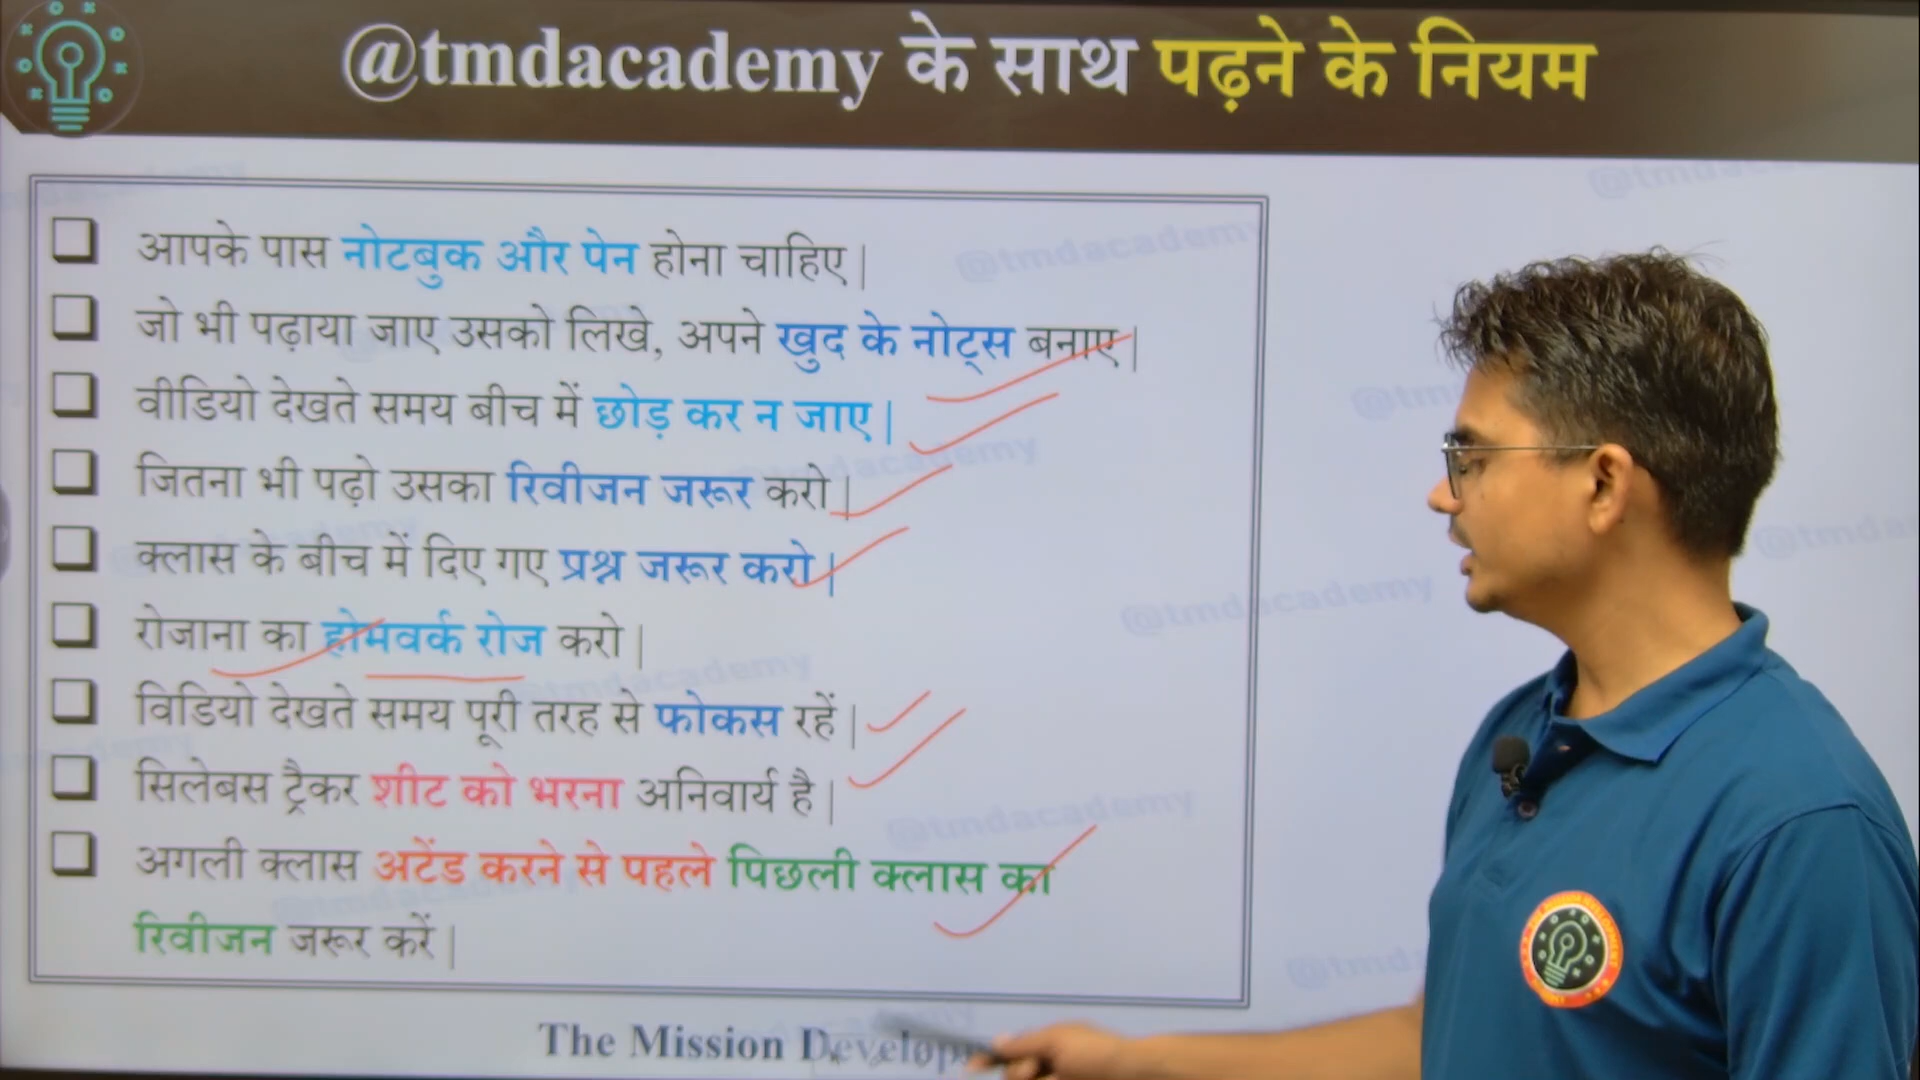 @tmdacademy के साथ पढ़ने के नियम
आपके पास नोटबुक और पेन होना चाहिए |
जो भी पढ़ाया जाए उसको लिखे, अपने खुद के नोट्स बनाए |
वीडियो देखते समय बीच में छोड़ कर न जाए |
जितना भी पढ़ो उसका रिवीजन जरूर करो |
क्लास के बीच में दिए गए प्रश्न जरूर करो |
रोजाना का होमवर्क रोज करो |
विडियो देखते समय पूरी तरह से फोकस रहें |
सिलेबस ट्रैकर शीट को भरना अनिवार्य है |
अगली क्लास अटेंड करने से पहले पिछली क्लास का
रिवीजन जरूर करें |
The Mission